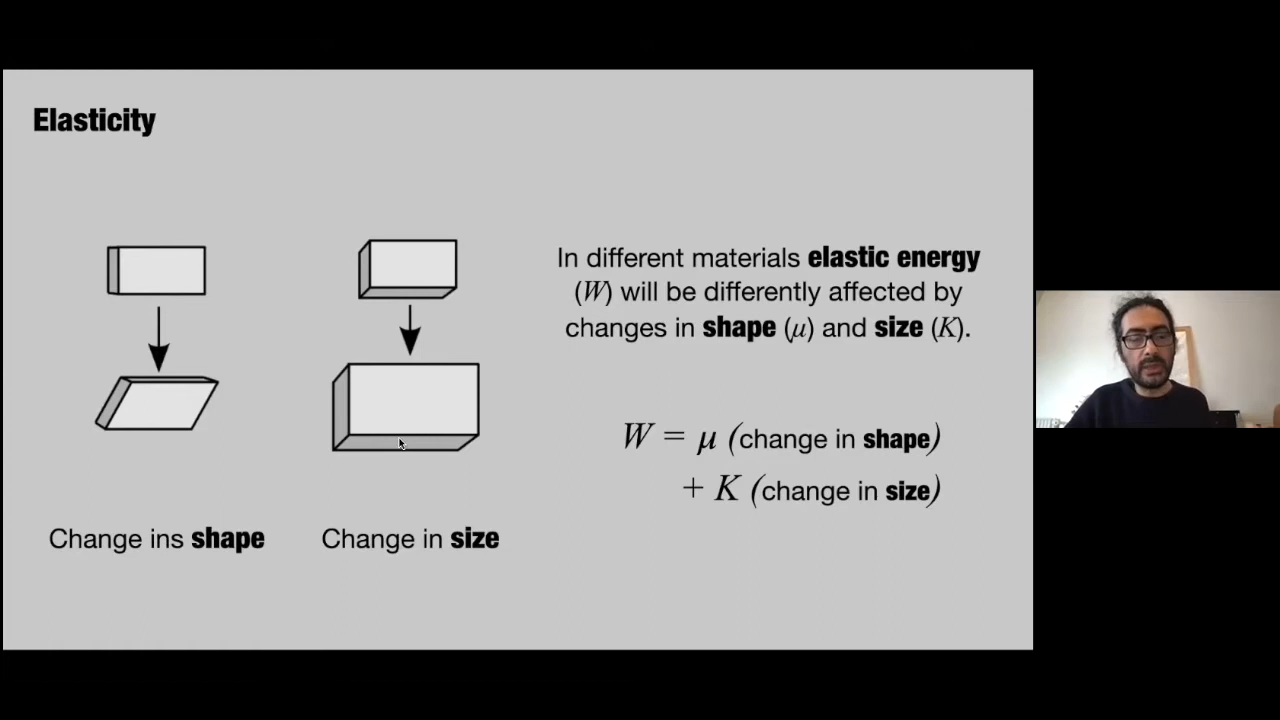 Elasticity
In different materials elastic energy
(W) will be differently affected by
changes in shape (μ) and size (K).
W = μ (change in shape)
+ K (change in size)
Change ins shape
Change in size